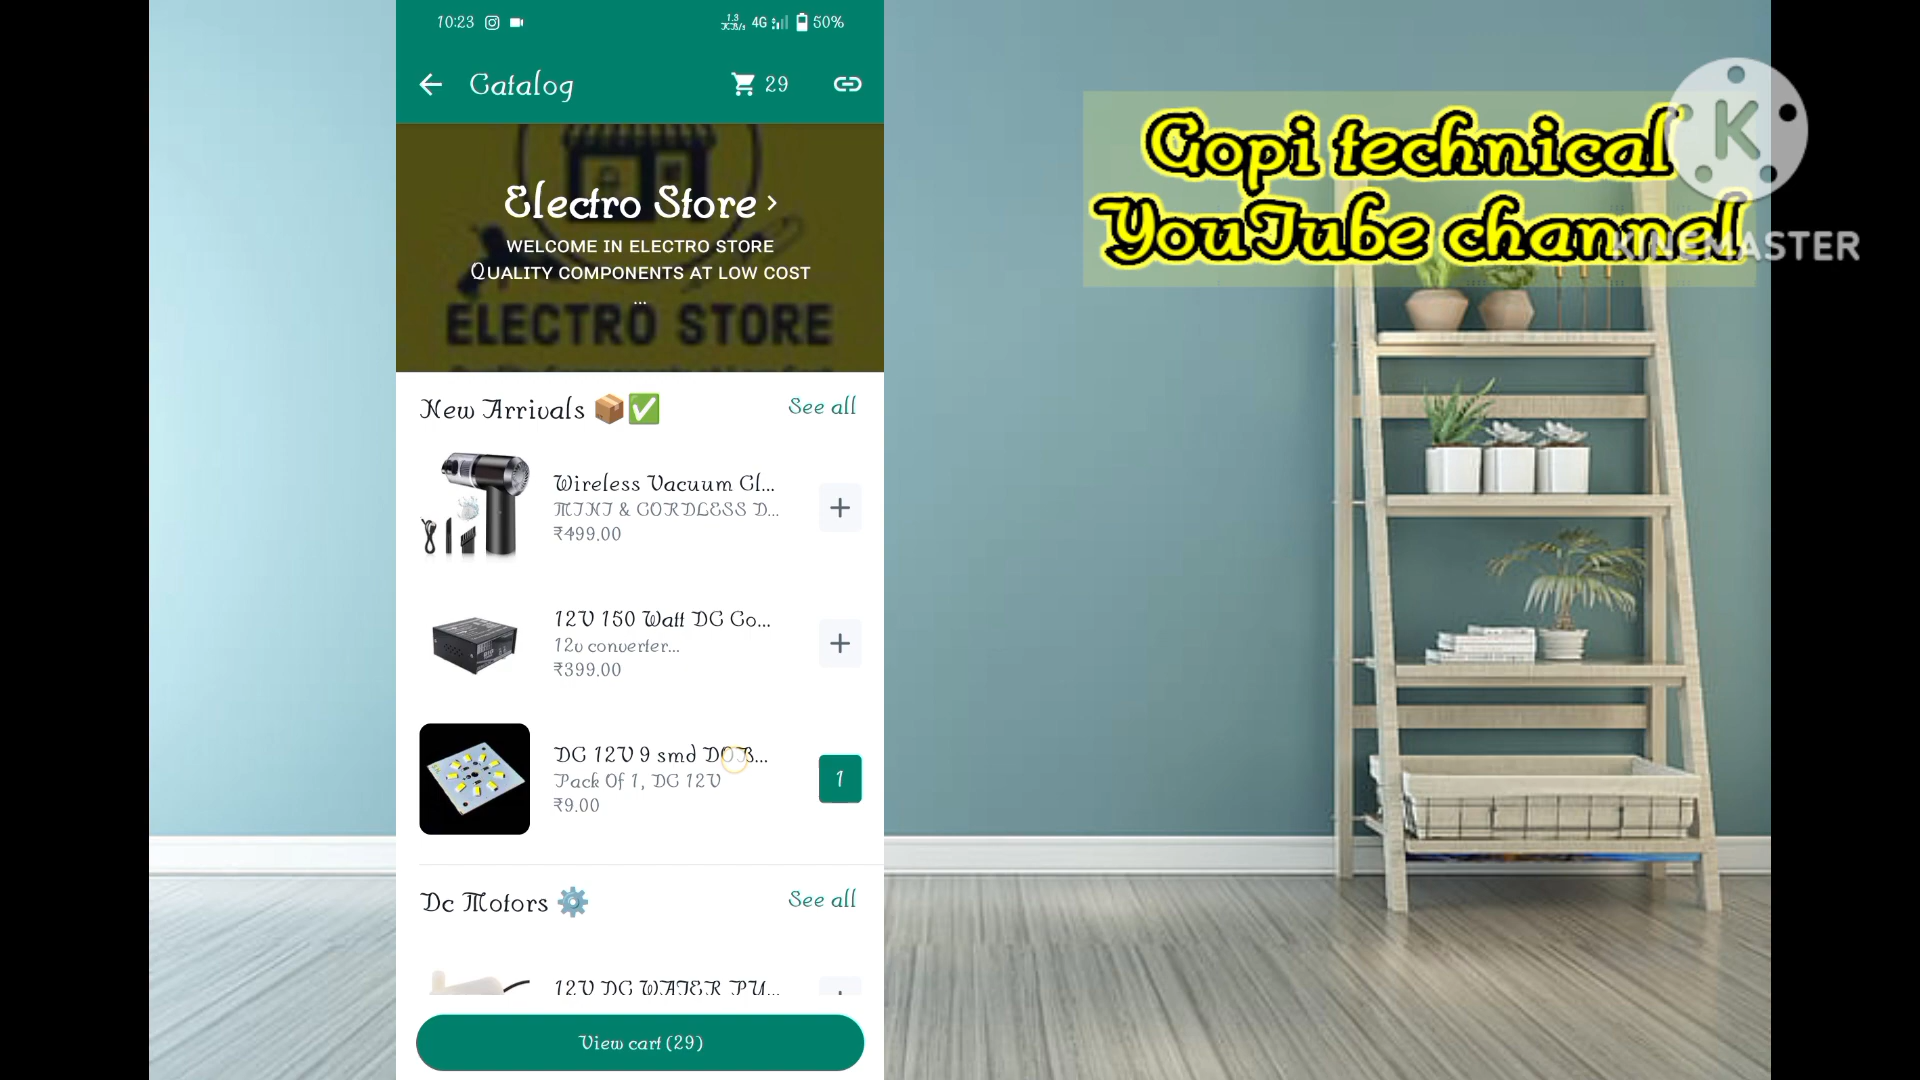 10:23
1.3 KB/s 4G 50%
Catalog
29
Electro Store ›
WELCOME IN ELECTRO STORE
QUALITY COMPONENTS AT LOW COST
...
ELECTRO STORE
New Arrivals 📦✅
See all
Wireless Vacuum Cl...
MINI & CORDLESS D...
₹499.00
12V 150 Watt DC Co...
12v converter...
₹399.00
DC 12V 9 smd DOB...
Pack Of 1, DC 12V
₹9.00
1
Dc Motors ⚙️
See all
12V DC WATER PU...
View cart (29)
Gopi technical
YouTube channel
K
KINEMASTER